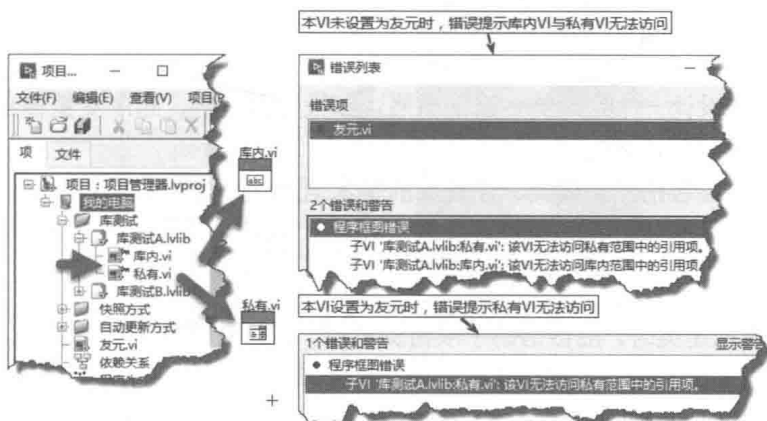 本VI未设置为友元时，错误提示库内VI与私有VI无法访问
项目...
文件(F) 编辑(E) 查看(V) 项目(
项 文件
项目：项目管理器.lvproj
我的电脑
库测试
库测试A.lvlib
库内.vi
私有.vi
库测试B.lvlib
快照方式
自动更新方式
友元.vi
依赖关系
库内.vi
abc
私有.vi
错误列表
错误项
友元.vi
2个错误和警告
程序框图错误
子VI '库测试A.lvlib:私有.vi': 该VI无法访问私有范围中的引用项。
子VI '库测试A.lvlib:库内.vi': 该VI无法访问库内范围中的引用项。
本VI设置为友元时，错误提示私有VI无法访问
1个错误和警告 显示警告
程序框图错误
子VI '库测试A.lvlib:私有.vi': 该VI无法访问私有范围中的引用项。